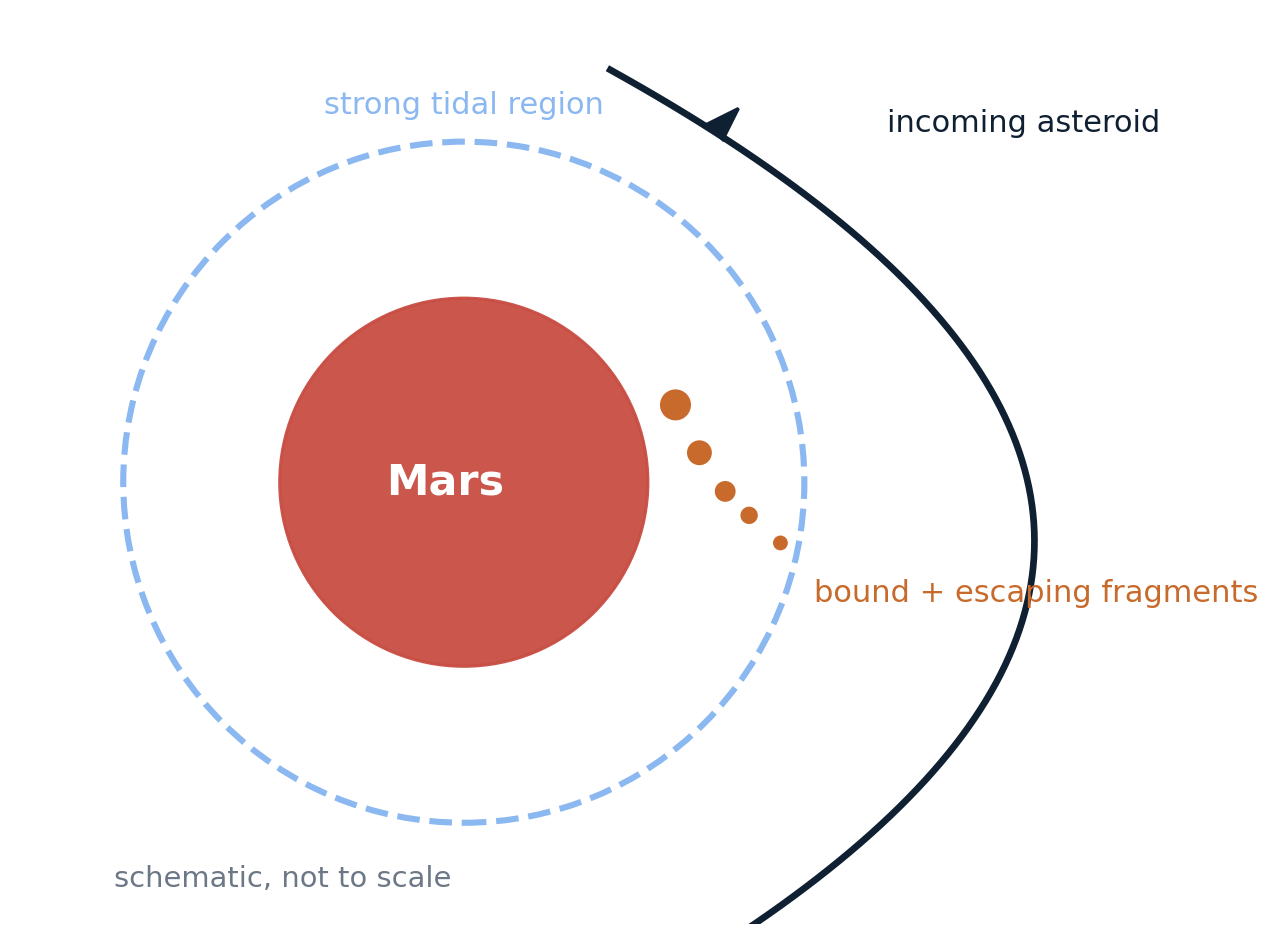 strong tidal region
incoming asteroid
Mars
bound + escaping fragments
schematic, not to scale